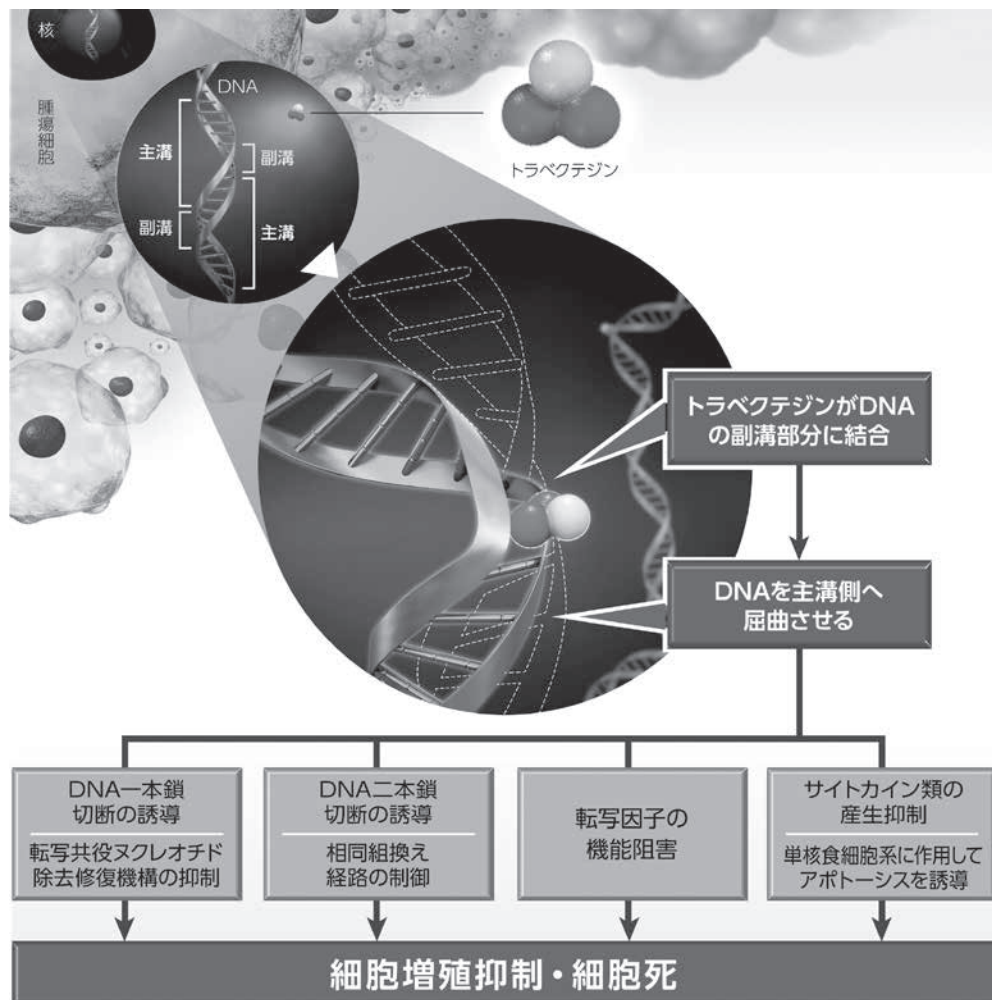 核
腫瘍細胞
DNA
主溝
副溝
副溝
主溝
トラベクテジン
トラベクテジンがDNA
の副溝部分に結合
DNAを主溝側へ
屈曲させる
DNA一本鎖
切断の誘導
転写共役ヌクレオチド
除去修復機構の抑制
DNA二本鎖
切断の誘導
相同組換え
経路の制御
転写因子の
機能阻害
サイトカイン類の
産生抑制
単核食細胞系に作用して
アポトーシスを誘導
細胞増殖抑制・細胞死